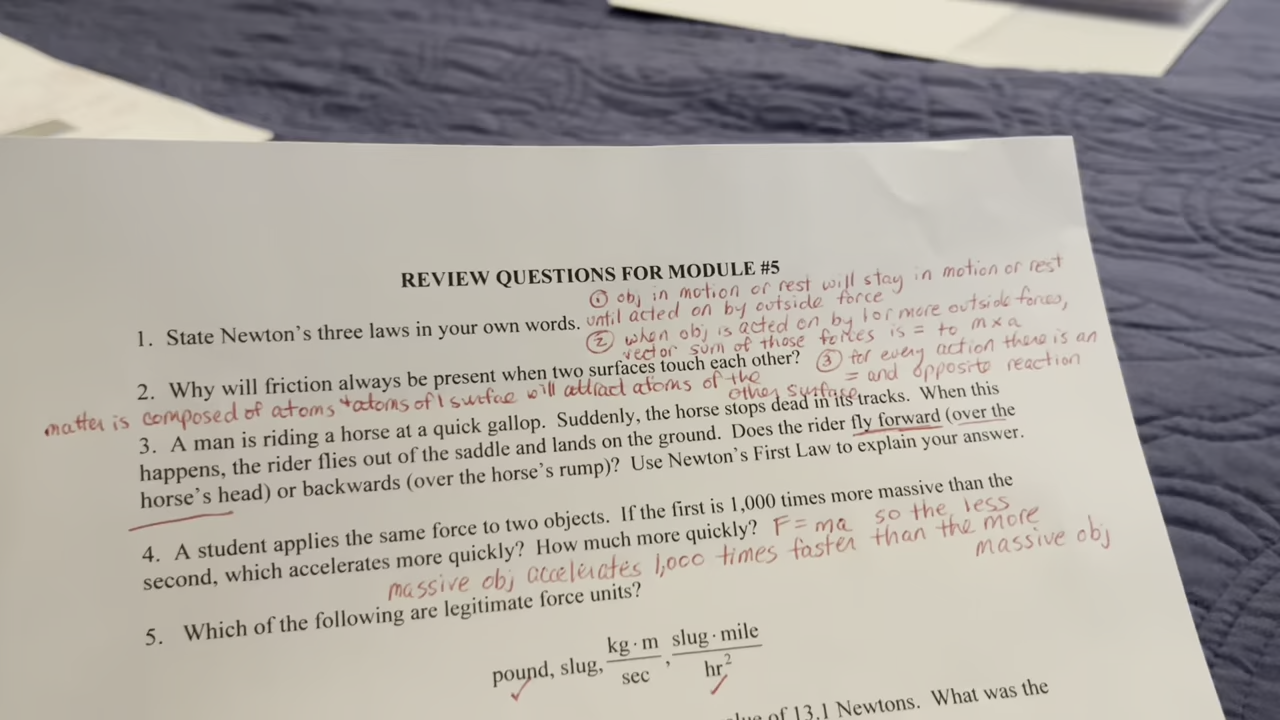 REVIEW QUESTIONS FOR MODULE #5
1. State Newton's three laws in your own words.
① obj in motion or rest will stay in motion or rest
until acted on by outside force
② when obj is acted on by 1 or more outside forces,
vector sum of those forces is = to m x a
③ for every action there is an
= and opposite reaction
2. Why will friction always be present when two surfaces touch each other?
matter is composed of atoms + atoms of 1 surface will attract atoms of the
other surface
3. A man is riding a horse at a quick gallop. Suddenly, the horse stops dead in its tracks. When this
happens, the rider flies out of the saddle and lands on the ground. Does the rider fly forward (over the
horse's head) or backwards (over the horse's rump)? Use Newton's First Law to explain your answer.
4. A student applies the same force to two objects. If the first is 1,000 times more massive than the
second, which accelerates more quickly? How much more quickly? F = ma so the less
massive obj accelerates 1,000 times faster than the more
massive obj
5. Which of the following are legitimate force units?
pound, slug, kg·m/sec, slug·mile/hr²
of 13.1 Newtons. What was the